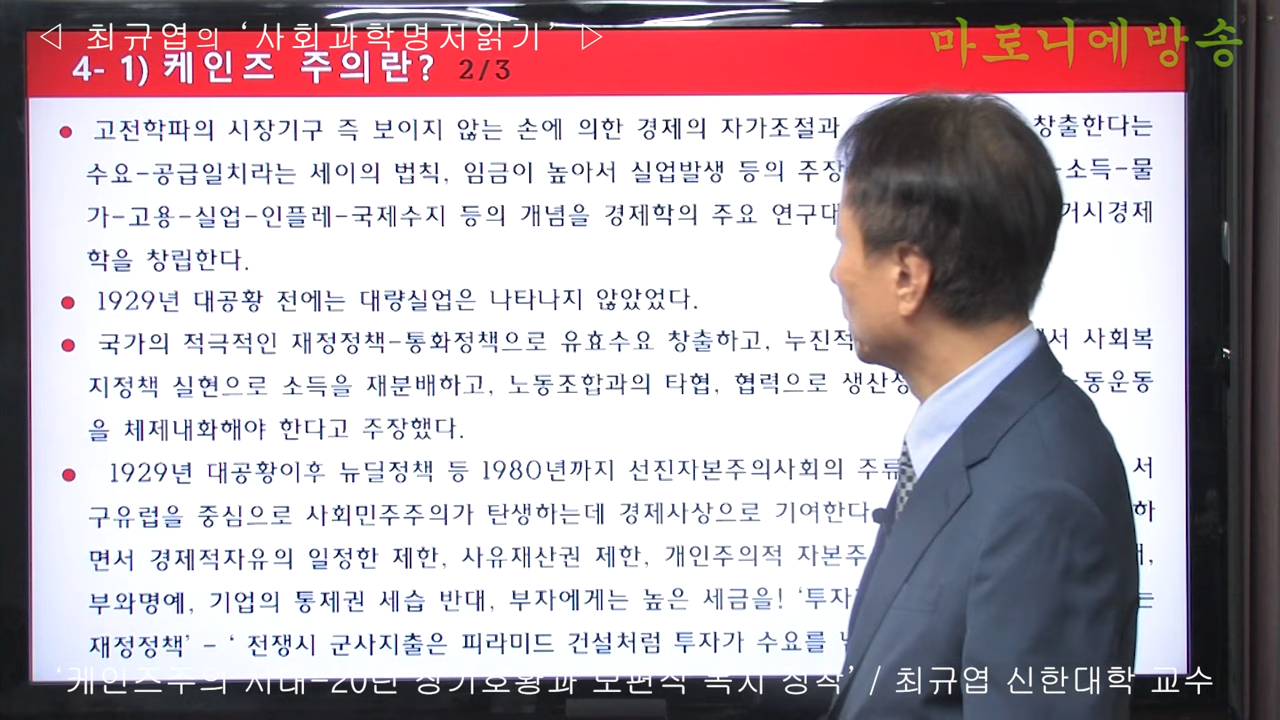 ◁ 최규엽의 ‘사회과학명저읽기’ ▷
마로니에방송
4- 1) 케인즈 주의란? 2/3
● 고전학파의 시장기구 즉 보이지 않는 손에 의한 경제의 자가조절과 창출한다는
수요-공급일치라는 세이의 법칙, 임금이 높아서 실업발생 등의 -소득-물
가-고용-실업-인플레-국제수지 등의 개념을 경제학의 주요 거시경제
학을 창립한다.
● 1929년 대공황 전에는 대량실업은 나타나지 않았었다.
● 국가의 적극적인 재정정책-통화정책으로 유효수요 창출하고, 사회복
지정책 실현으로 소득을 재분배하고, 노동조합과의 타협, 협력으로 동운동
을 체제내화해야 한다고 주장했다.
● 1929년 대공황이후 뉴딜정책 등 1980년까지 선진자본주의사회의 서
구유럽을 중심으로 사회민주주의가 탄생하는데 경제사상으로 기여한다 하
면서 경제적자유의 일정한 제한, 사유재산권 제한, 개인주의적
부와명예, 기업의 통제권 세습 반대, 부자에게는 높은 세금을! 는
재정정책’ - ‘ 전쟁시 군사지출은 피라미드 건설처럼 투자가 수요를
‘케인즈주의 시대-20년 장기호황과 보편적 복지 정착’ / 최규엽 신한대학 교수